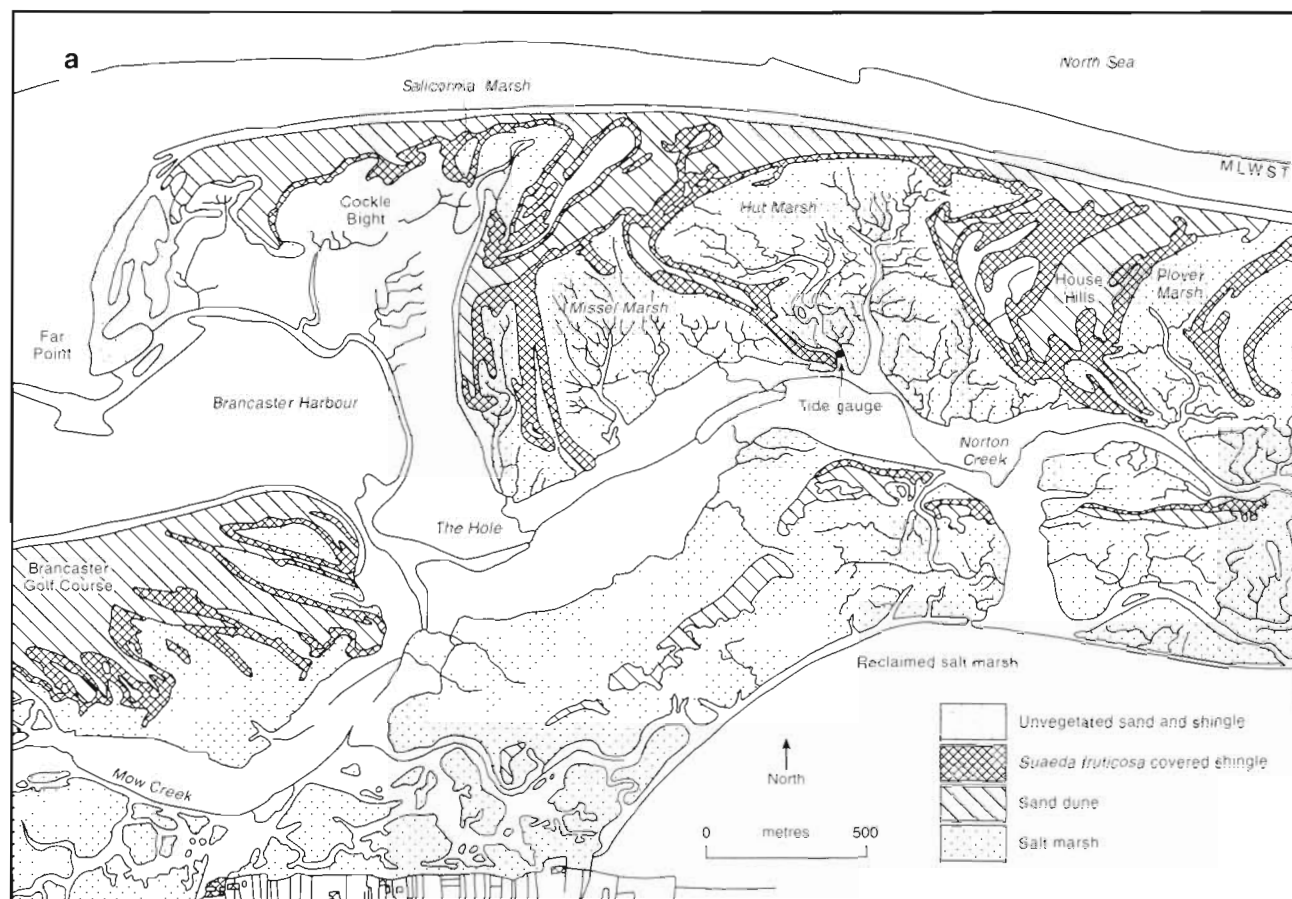 a
North Sea
Salicornia Marsh
MLWST
Cockle
Bight
Hut Marsh
House
Hills
Plover
Marsh
Missel Marsh
Far
Point
Brancaster Harbour
Tide gauge
Norton
Creek
The Hole
Brancaster
Golf Course
Reclaimed salt marsh
Mow Creek
North
0 metres 500
Unvegetated sand and shingle
Suaeda fruticosa covered shingle
Sand dune
Salt marsh